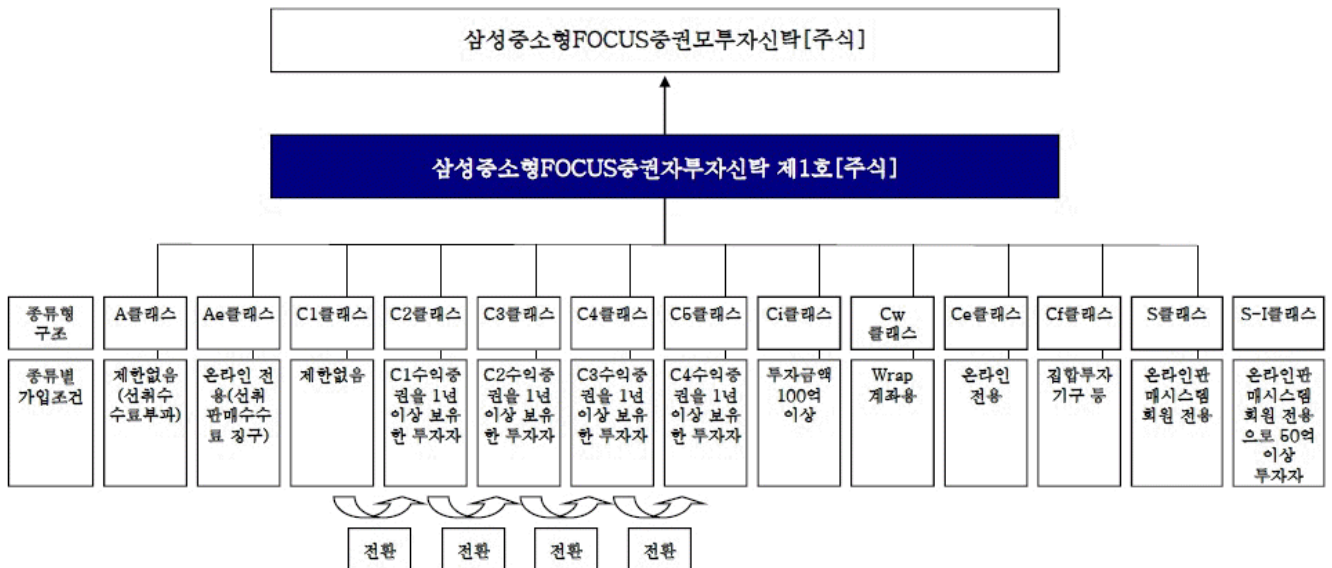 삼성중소형FOCUS증권모투자신탁[주식]
삼성중소형FOCUS증권자투자신탁 제1호[주식]
종류형
구조
A클래스
Ae클래스
C1클래스
C2클래스
C3클래스
C4클래스
C5클래스
Ci클래스
Cw
클래스
Ce클래스
Cf클래스
S클래스
S-I클래스
종류별
가입조건
제한없음
(선취수
수료부과)
온라인 전
용(선취
판매수수
료 징구)
제한없음
C1수익증
권을 1년
이상 보유
한 투자자
C2수익증
권을 1년
이상 보유
한 투자자
C3수익증
권을 1년
이상 보유
한 투자자
C4수익증
권을 1년
이상 보유
한 투자자
투자금액
100억
이상
Wrap
계좌용
온라인
전용
집합투자
기구 등
온라인판
매시스템
회원 전용
온라인판
매시스템
회원 전용
으로 50억
이상
투자자
전환
전환
전환
전환